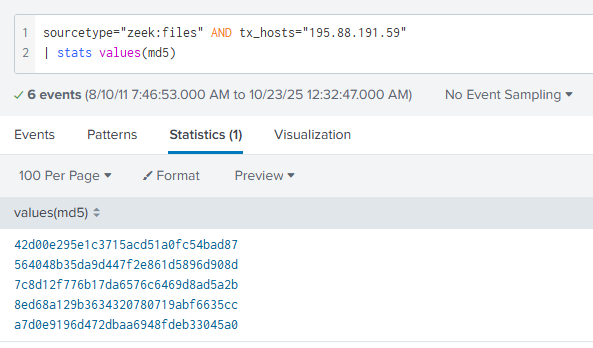 1 sourcetype="zeek:files" AND tx_hosts="195.88.191.59"
2 | stats values(md5)
✓ 6 events (8/10/11 7:46:53.000 AM to 10/23/25 12:32:47.000 AM) No Event Sampling ▾
Events Patterns Statistics (1) Visualization
100 Per Page ▾ Format Preview ▾
values(md5)
42d00e295e1c3715acd51a0fc54bad87
564048b35da9d447f2e861d5896d908d
7c8d12f776b17da6576c6469d8ad5a2b
8ed68a129b3634320780719abf6635cc
a7d0e9196d472dbaa6948fdeb33045a0